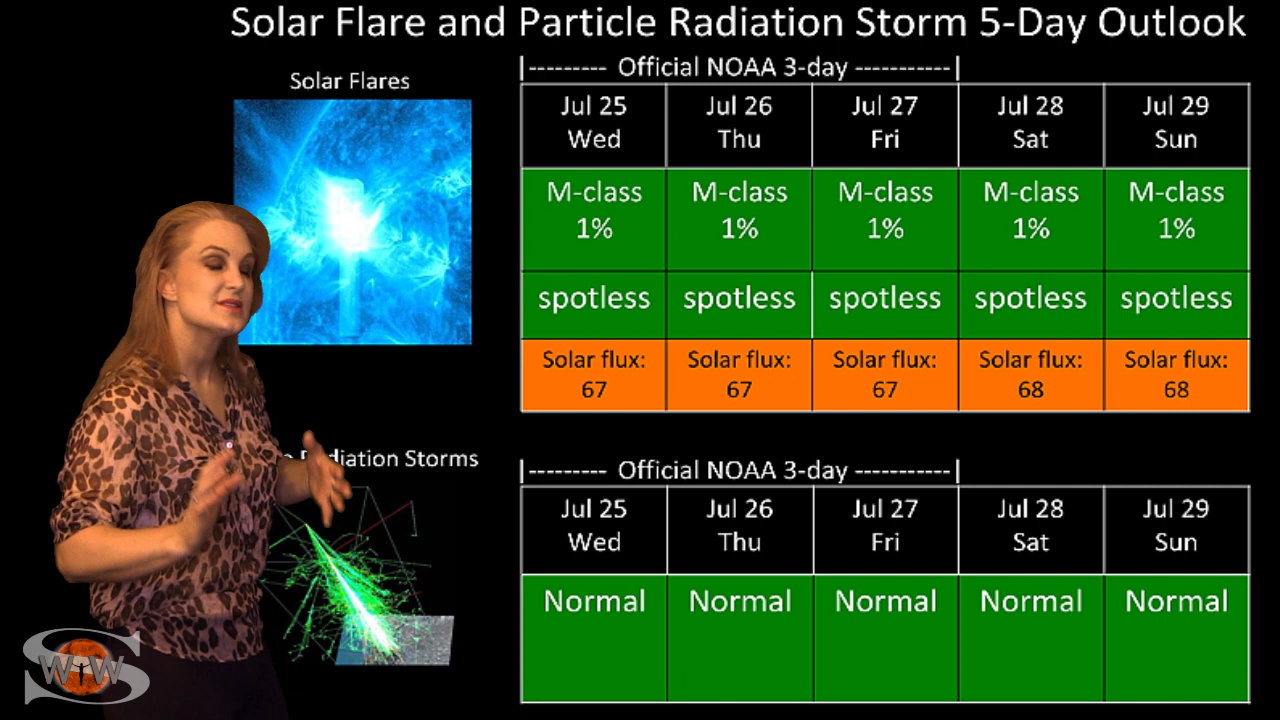 Solar Flare and Particle Radiation Storm 5-Day Outlook
Solar Flares
|--------- Official NOAA 3-day -----------|
Jul 25 Jul 26 Jul 27 Jul 28 Jul 29
Wed Thu Fri Sat Sun
M-class M-class M-class M-class M-class
1% 1% 1% 1% 1%
spotless spotless spotless spotless spotless
Solar flux: Solar flux: Solar flux: Solar flux: Solar flux:
67 67 67 68 68
Radiation Storms
|--------- Official NOAA 3-day -----------|
Jul 25 Jul 26 Jul 27 Jul 28 Jul 29
Wed Thu Fri Sat Sun
Normal Normal Normal Normal Normal
S
WTW